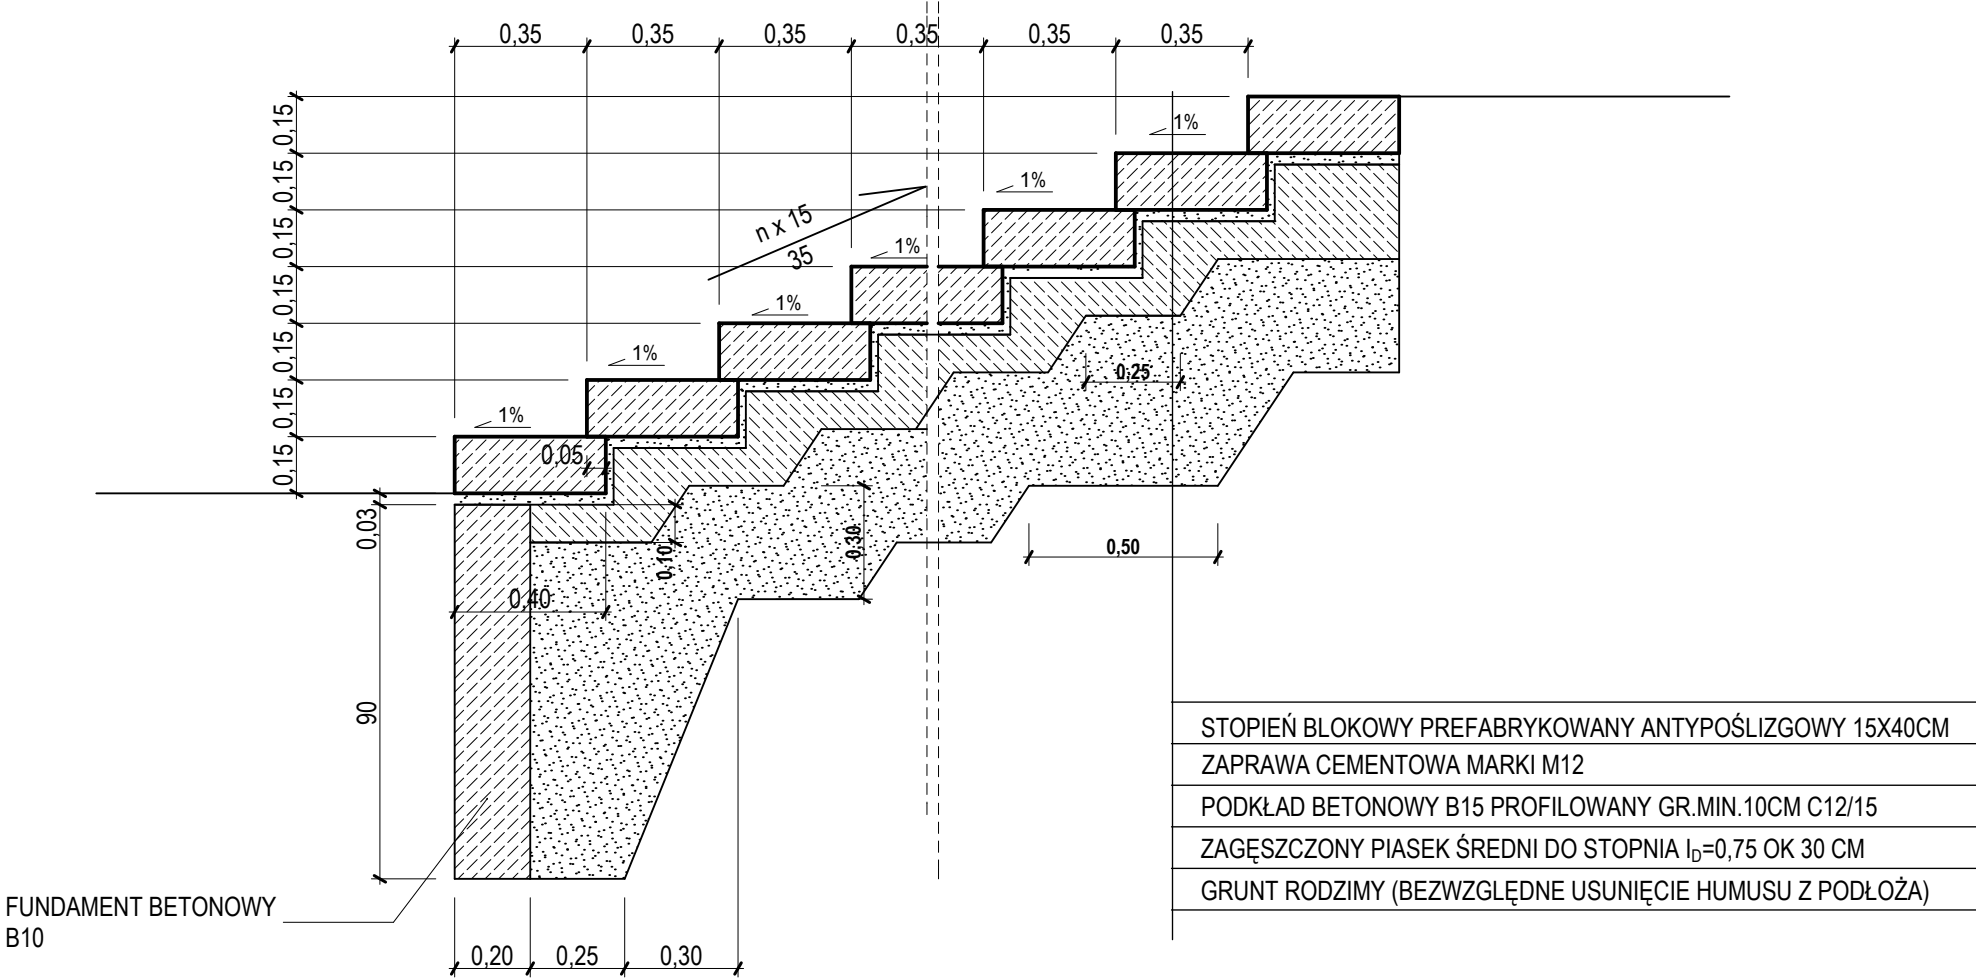 0,35 0,35 0,35 0,35 0,35 0,35
0,15
0,15
0,15
0,15
0,15
0,15
0,15
1%
1%
1%
1%
1%
1%
n x 15
35
0,05
0,25
0,03
0,10
0,30
0,50
0,40
90
STOPIEŃ BLOKOWY PREFABRYKOWANY ANTYPOŚLIZGOWY 15X40CM
ZAPRAWA CEMENTOWA MARKI M12
PODKŁAD BETONOWY B15 PROFILOWANY GR.MIN.10CM C12/15
ZAGĘSZCZONY PIASEK ŚREDNI DO STOPNIA I_D=0,75 OK 30 CM
GRUNT RODZIMY (BEZWZGLĘDNE USUNIĘCIE HUMUSU Z PODŁOŻA)
FUNDAMENT BETONOWY
B10
0,20 0,25 0,30